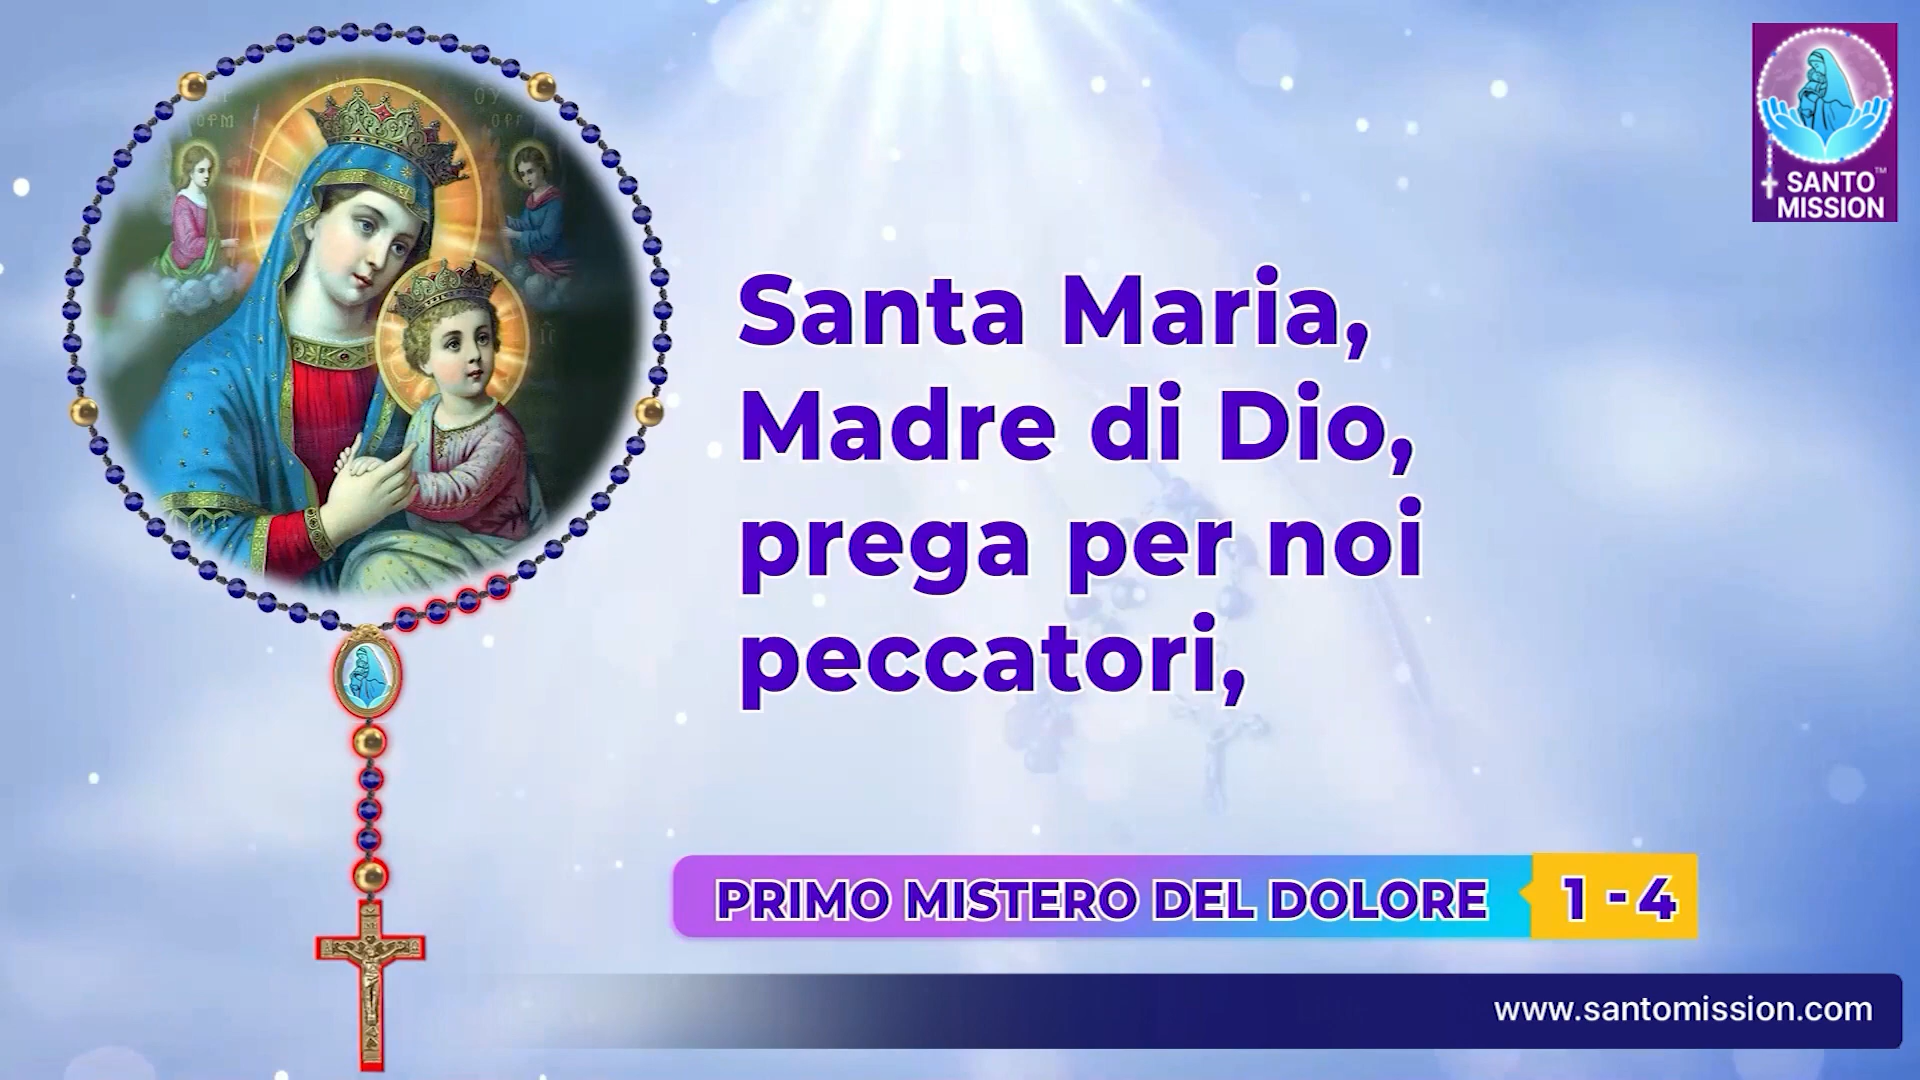 SANTO
MISSION
Santa Maria,
Madre di Dio,
prega per noi
peccatori,
PRIMO MISTERO DEL DOLORE 1 - 4
www.santomission.com